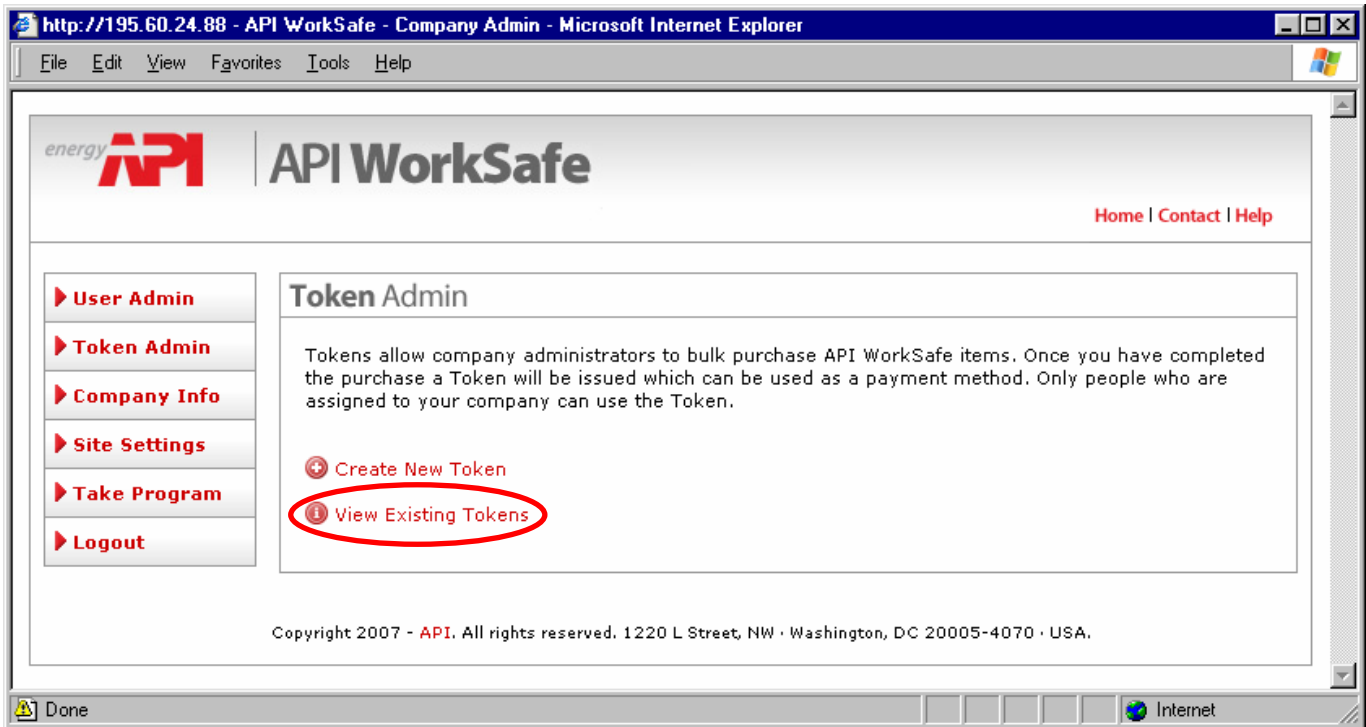 http://195.60.24.88 - API WorkSafe - Company Admin - Microsoft Internet Explorer
File Edit View Favorites Tools Help
energy API
API WorkSafe
Home | Contact | Help
User Admin
Token Admin
Company Info
Site Settings
Take Program
Logout
Token Admin
Tokens allow company administrators to bulk purchase API WorkSafe items. Once you have completed
the purchase a Token will be issued which can be used as a payment method. Only people who are
assigned to your company can use the Token.
Create New Token
View Existing Tokens
Copyright 2007 - API. All rights reserved. 1220 L Street, NW · Washington, DC 20005-4070 · USA.
Done
Internet